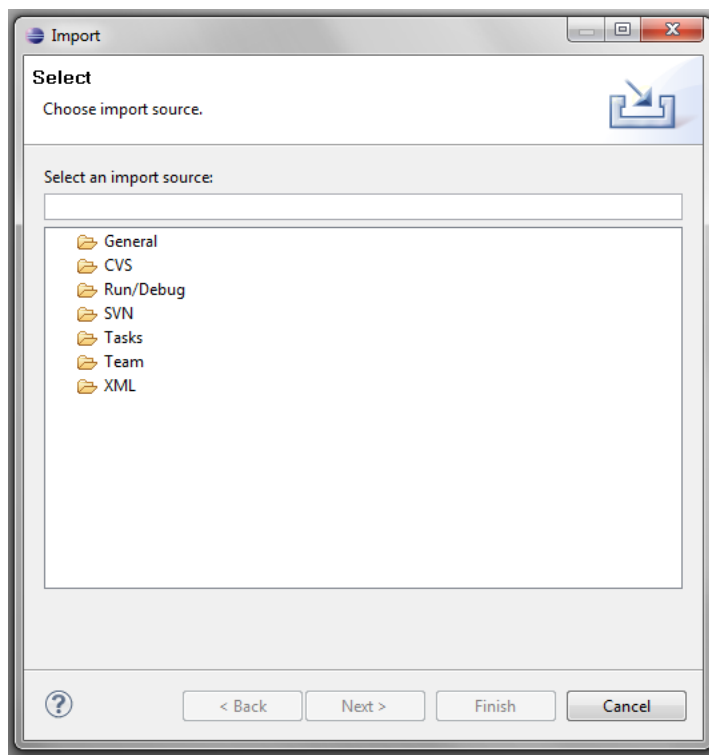 Import
Select
Choose import source.
Select an import source:
General
CVS
Run/Debug
SVN
Tasks
Team
XML
?
< Back
Next >
Finish
Cancel